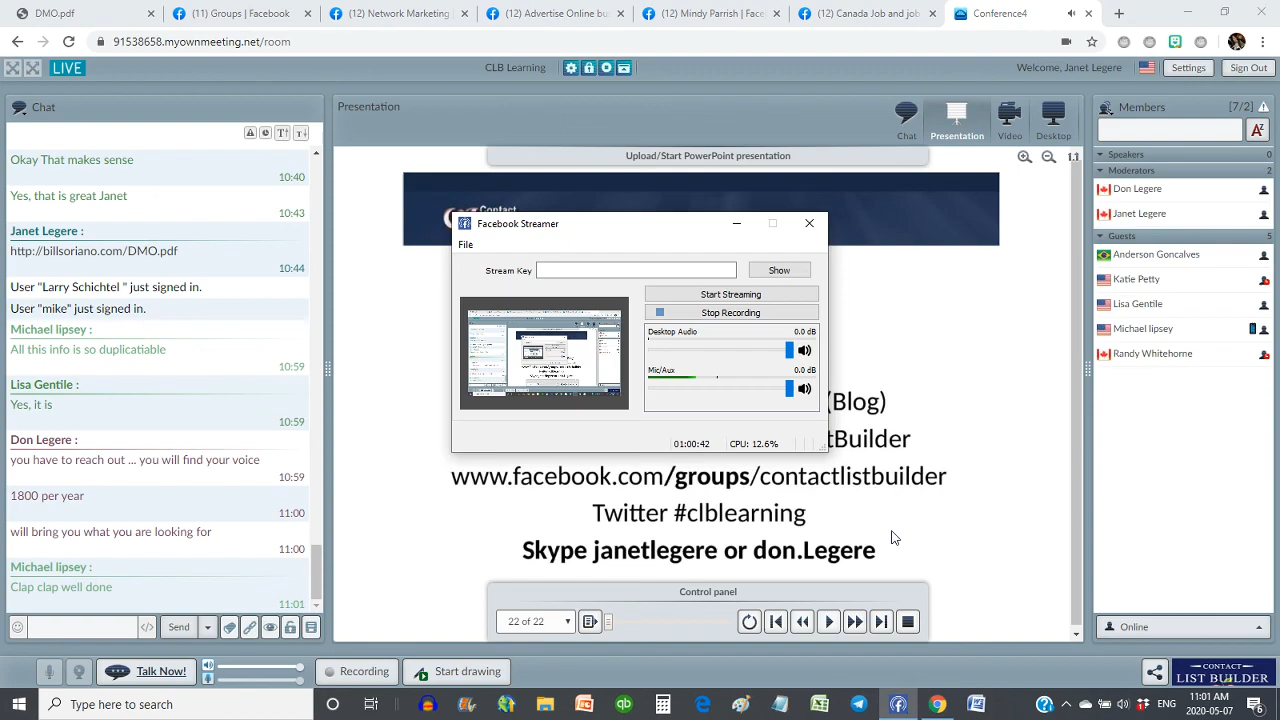 DMO.pdf
(11) Groups | Facebook
(12) Network Marketing
(12) Advertise Online bu
(12) Mindy Parrish | Face
(12) Canada Job and job
Conference4
91538658.myownmeeting.net/room
LIVE
CLB Learning
Welcome, Janet Legere
Settings
Sign Out
Chat
Okay That makes sense
10:40
Yes, that is great Janet
10:43
Janet Legere :
http://billsoriano.com/DMO.pdf
10:44
User "Larry Schichtel " just signed in.
User "mike" just signed in.
Michael lipsey :
All this info is so duplicatiable
10:59
Lisa Gentile :
Yes, it is
10:59
Don Legere :
you have to reach out ... you will find your voice
10:59
1800 per year
11:00
will bring you what you are looking for
11:00
Michael lipsey :
Clap clap well done
11:01
Send
Presentation
Chat
Presentation
Video
Desktop
Upload/Start PowerPoint presentation
1:1
Contact
Facebook Streamer
File
Stream Key
Show
Start Streaming
Stop Recording
Desktop Audio
0.0 dB
Mic/Aux
0.0 dB
01:00:42
CPU: 12.6%
(Blog)
tBuilder
www.facebook.com/groups/contactlistbuilder
Twitter #clblearning
Skype janetlegere or don.Legere
Control panel
22 of 22
Members
[7/2]
Speakers
0
Moderators
2
Don Legere
Janet Legere
Guests
5
Anderson Goncalves
Katie Petty
Lisa Gentile
Michael lipsey
Randy Whitehorne
Online
Talk Now!
Recording
Start drawing
CONTACT
LIST BUILDER
Type here to search
ENG
11:01 AM
2020-05-07